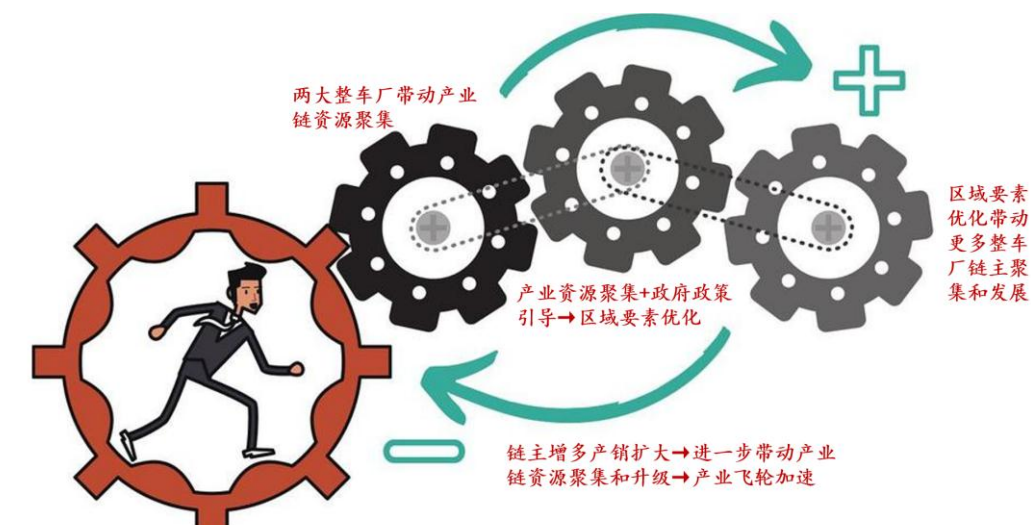 两大整车厂带动产业
链资源聚集
产业资源聚集+政府政策
引导→区域要素优化
区域要素
优化带动
更多整车
厂链主聚
集和发展
链主增多产销扩大→进一步带动产业
链资源聚集和升级→产业飞轮加速